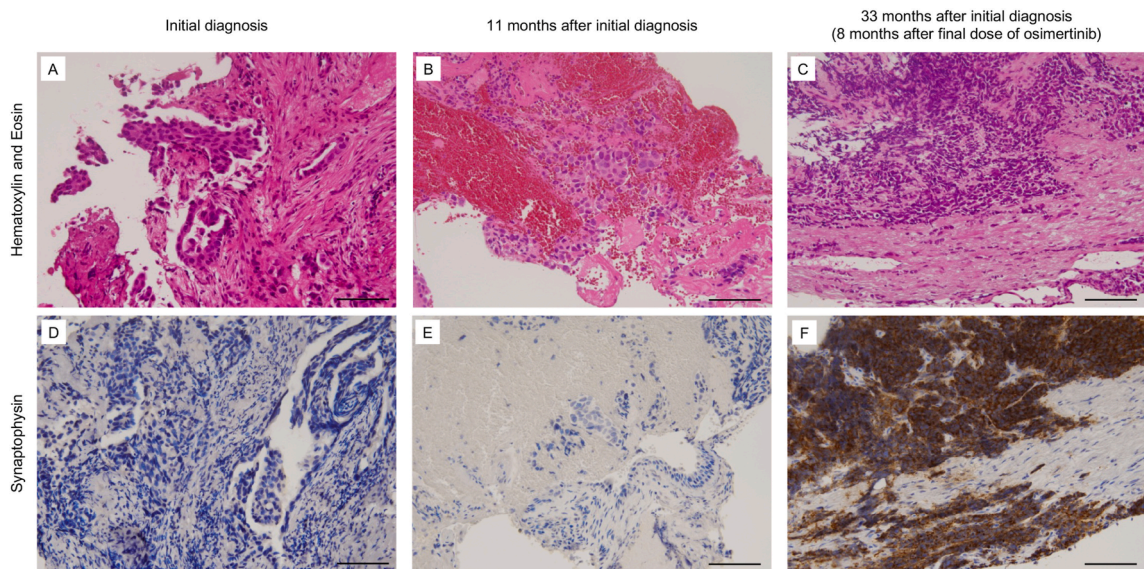 Initial diagnosis
11 months after initial diagnosis
33 months after initial diagnosis
(8 months after final dose of osimertinib)
Hematoxylin and Eosin
A
B
C
Synaptophysin
D
E
F